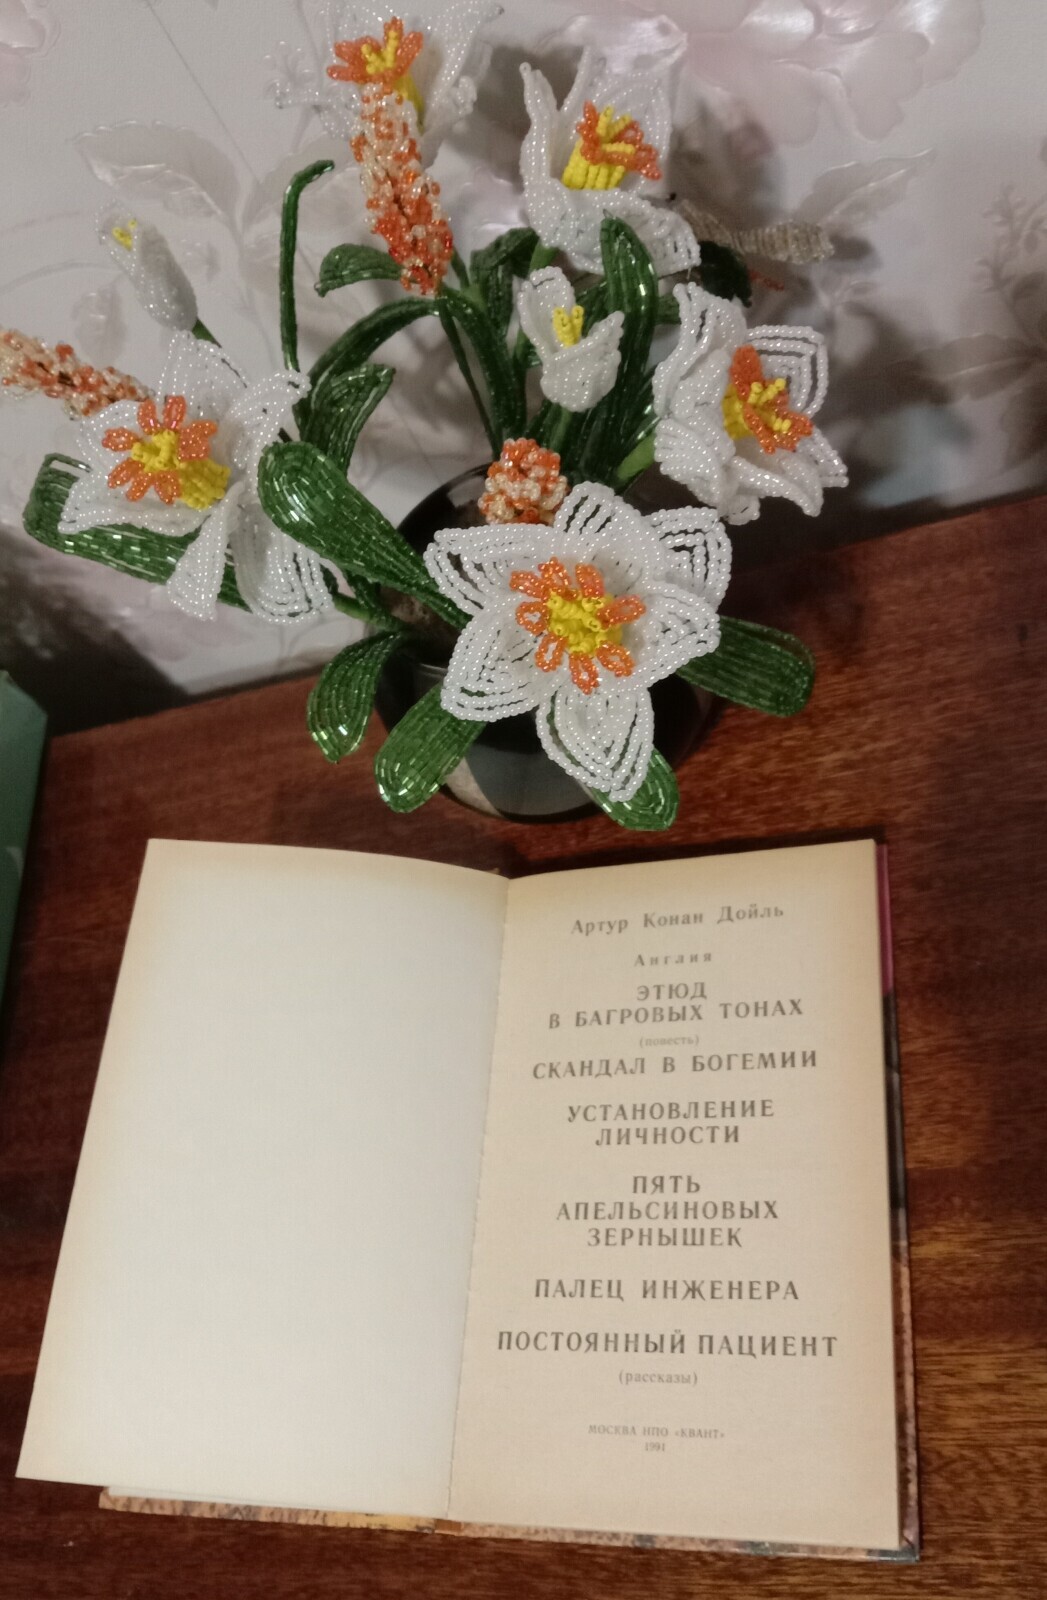 Артур Конан Дойль
Англия
ЭТЮД
В БАГРОВЫХ ТОНАХ
(повесть)
СКАНДАЛ В БОГЕМИИ
УСТАНОВЛЕНИЕ
ЛИЧНОСТИ
ПЯТЬ
АПЕЛЬСИНОВЫХ
ЗЕРНЫШЕК
ПАЛЕЦ ИНЖЕНЕРА
ПОСТОЯННЫЙ ПАЦИЕНТ
(рассказы)
МОСКВА НПО «КВАНТ»
1991